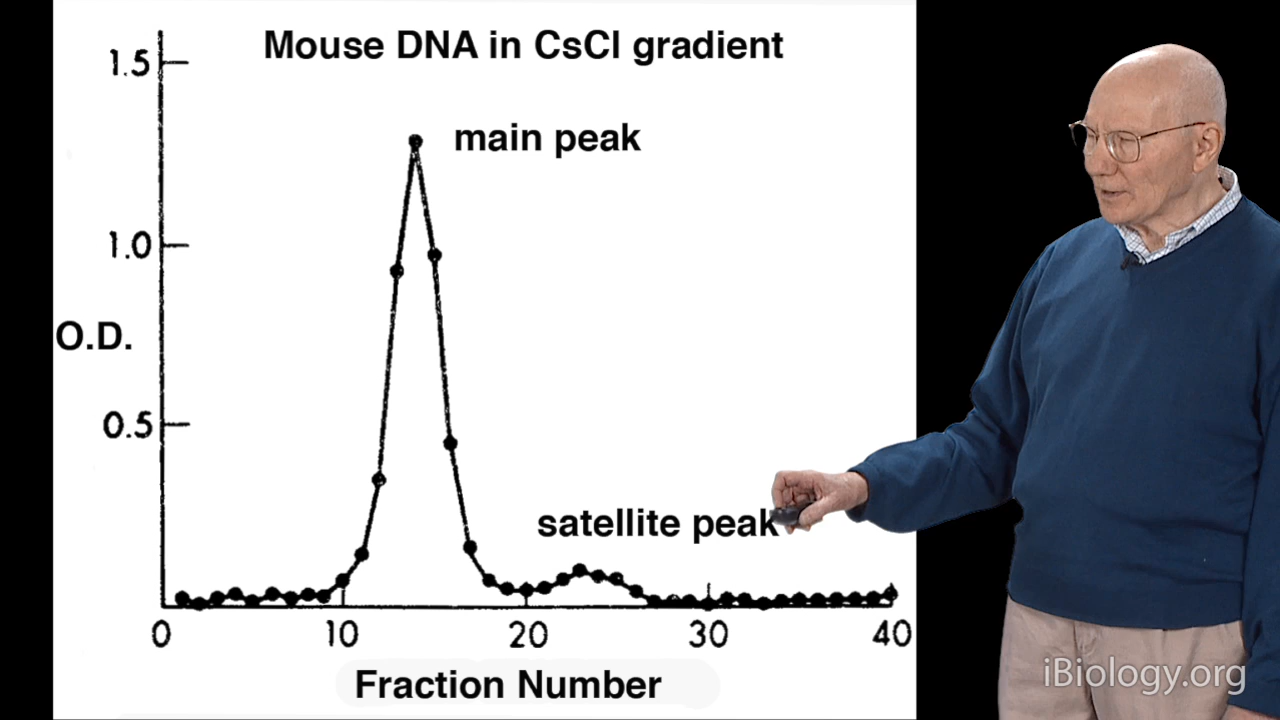 Mouse DNA in CsCl gradient
1.5
main peak
1.0
O.D.
0.5
satellite peak
0 10 20 30 40
Fraction Number
iBiology.org